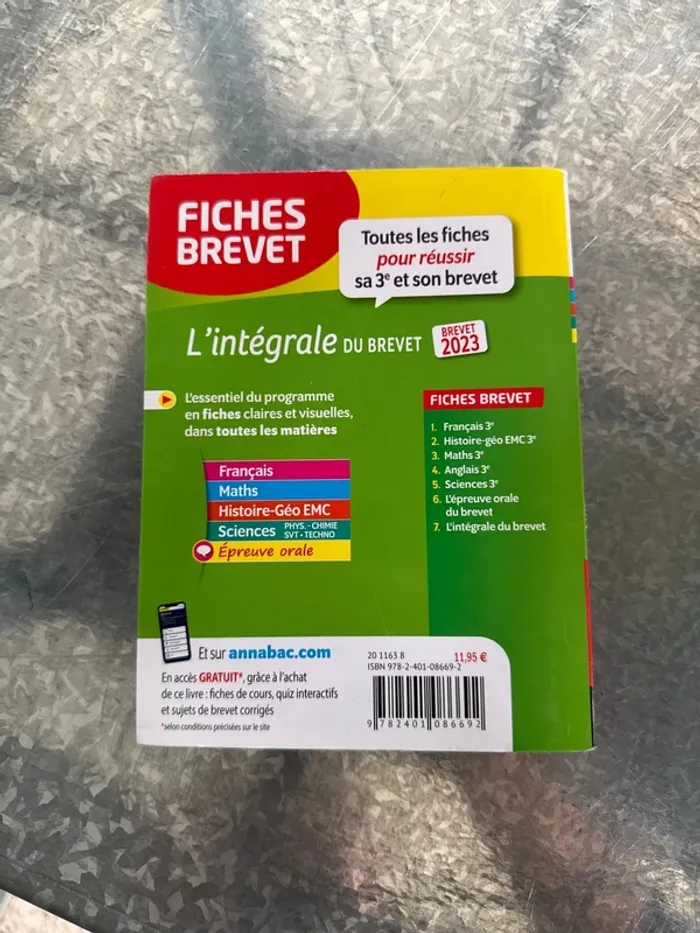 FICHES
BREVET
Toutes les fiches
pour réussir
sa 3e et son brevet
L'intégrale DU BREVET
BREVET
2023
L'essentiel du programme
en fiches claires et visuelles,
dans toutes les matières
Français
Maths
Histoire-Géo EMC
Sciences PHYS. - CHIMIE
SVT • TECHNO
Épreuve orale
FICHES BREVET
1. Français 3e
2. Histoire-géo EMC 3e
3. Maths 3e
4. Anglais 3e
5. Sciences 3e
6. L'épreuve orale
du brevet
7. L'intégrale du brevet
Et sur annabac.com
En accès GRATUIT*, grâce à l'achat
de ce livre : fiches de cours, quiz interactifs
et sujets de brevet corrigés
*selon conditions précisées sur le site
20 1163 8
11,95 €
ISBN 978-2-401-08669-2
9 782401 086692